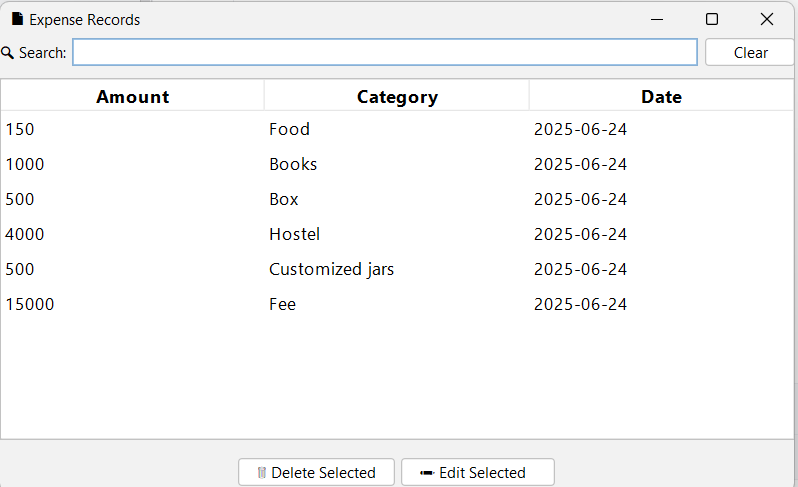 Expense Records
Search: Clear
Amount Category Date
150 Food 2025-06-24
1000 Books 2025-06-24
500 Box 2025-06-24
4000 Hostel 2025-06-24
500 Customized jars 2025-06-24
15000 Fee 2025-06-24
Delete Selected Edit Selected